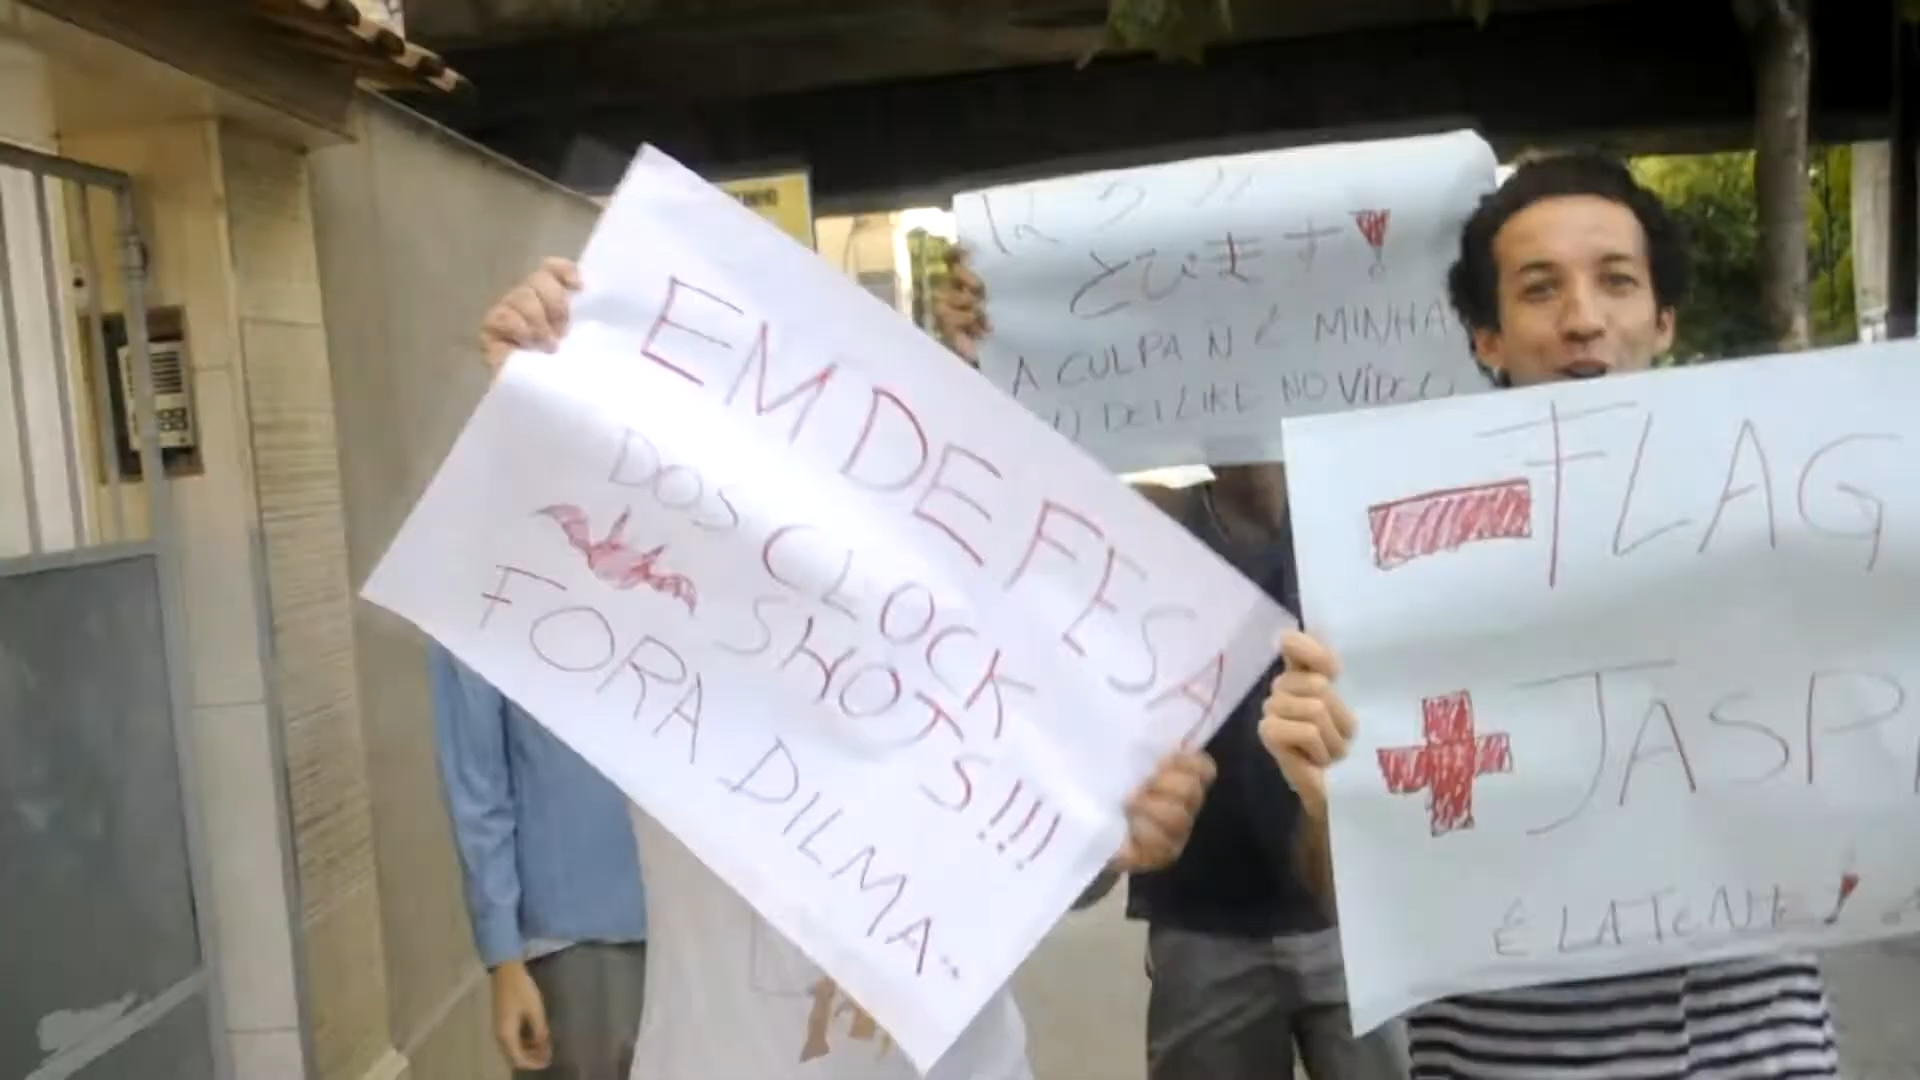 EM DEFESA
DOS CLOCK
SHOTS!!!
FORA DILMA..
とびます!
A CULPA Ñ É MINHA
DEI LIKE NO VÍDEO
- FLAG
+ JASP
É LATENTE!